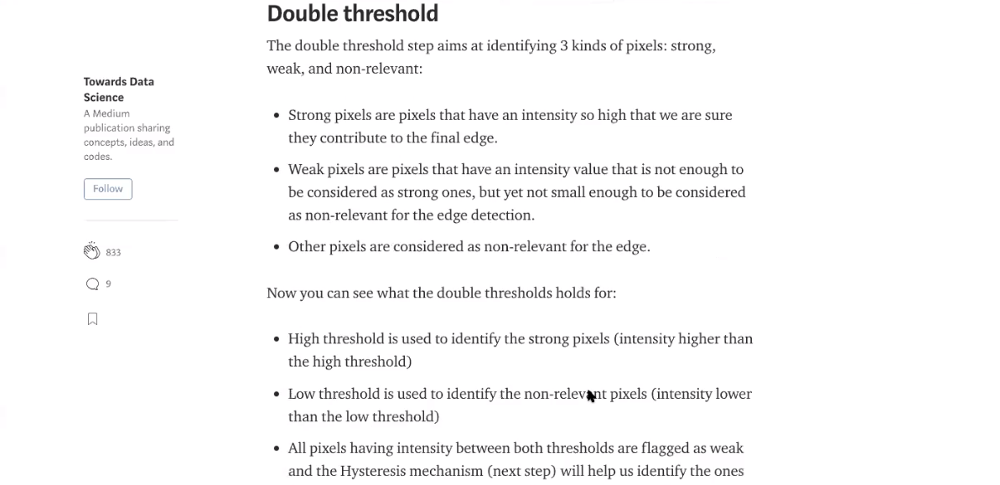 Double threshold
The double threshold step aims at identifying 3 kinds of pixels: strong,
weak, and non-relevant:
Towards Data
Science
A Medium
publication sharing
concepts, ideas, and
codes.
Follow
833
9
• Strong pixels are pixels that have an intensity so high that we are sure
they contribute to the final edge.
• Weak pixels are pixels that have an intensity value that is not enough to
be considered as strong ones, but yet not small enough to be considered
as non-relevant for the edge detection.
• Other pixels are considered as non-relevant for the edge.
Now you can see what the double thresholds holds for:
• High threshold is used to identify the strong pixels (intensity higher than
the high threshold)
• Low threshold is used to identify the non-relevant pixels (intensity lower
than the low threshold)
• All pixels having intensity between both thresholds are flagged as weak
and the Hysteresis mechanism (next step) will help us identify the ones